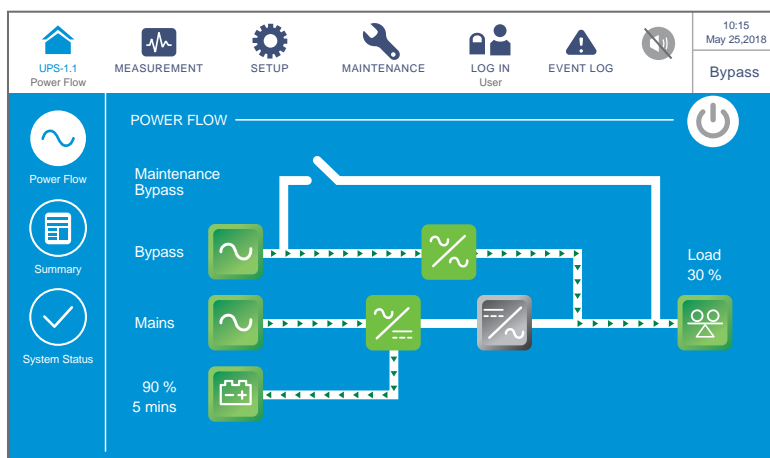 10:15
May 25,2018
UPS-1.1
Power Flow
MEASUREMENT
SETUP
MAINTENANCE
LOG IN
User
EVENT LOG
Bypass
POWER FLOW
Power Flow
Maintenance
Bypass
Summary
Bypass
Load
30 %
Mains
System Status
90 %
5 mins